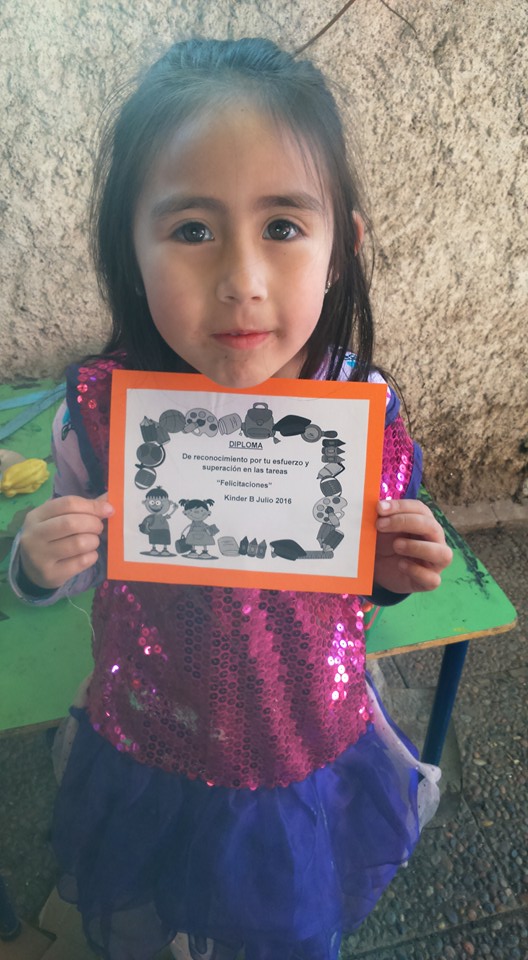 DIPLOMA
De reconocimiento por tu esfuerzo y
superación en las tareas
"Felicitaciones"
Kinder B Julio 2016